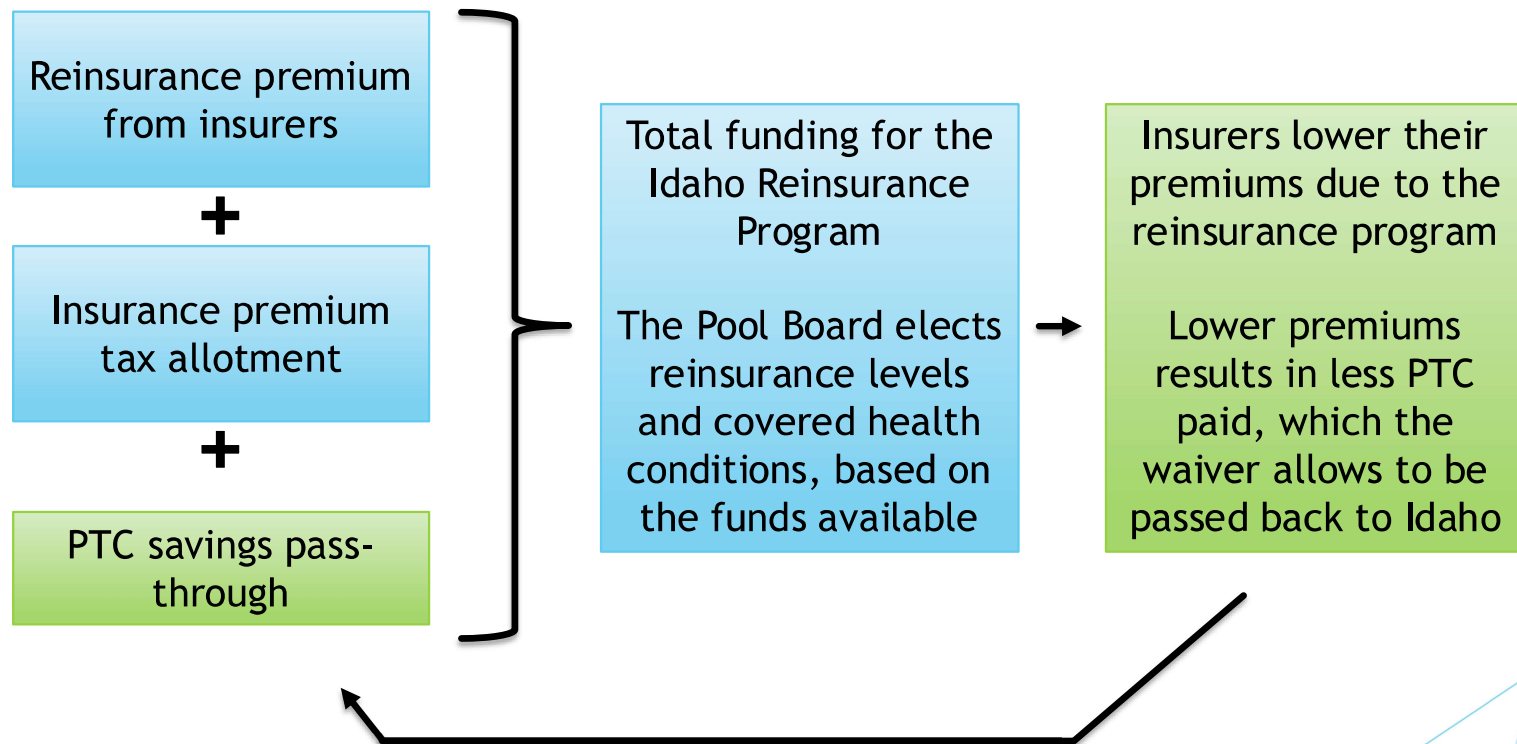 Reinsurance premium
from insurers
+
Insurance premium
tax allotment
+
PTC savings pass-
through
Total funding for the
Idaho Reinsurance
Program
The Pool Board elects
reinsurance levels
and covered health
conditions, based on
the funds available
Insurers lower their
premiums due to the
reinsurance program
Lower premiums
results in less PTC
paid, which the
waiver allows to be
passed back to Idaho